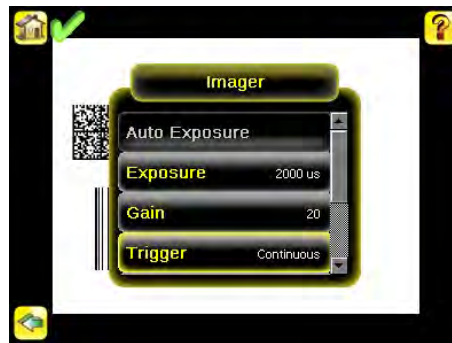 ?
Imager
Auto Exposure
Exposure 2000 us
Gain 20
Trigger Continuous